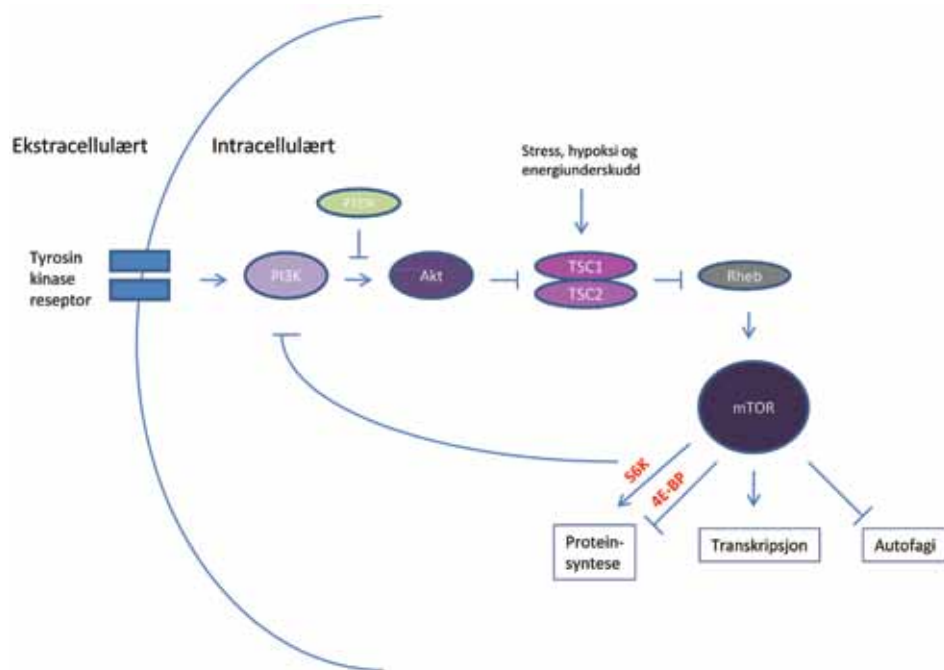 Ekstracellulært
Intracellulært
Stress, hypoksi og
energiunderskudd
PTEN
Tyrosin
kinase
reseptor
PI3K
Akt
TSC1
TSC2
Rheb
mTOR
S6K
4E-BP
Protein-
syntese
Transkripsjon
Autofagi